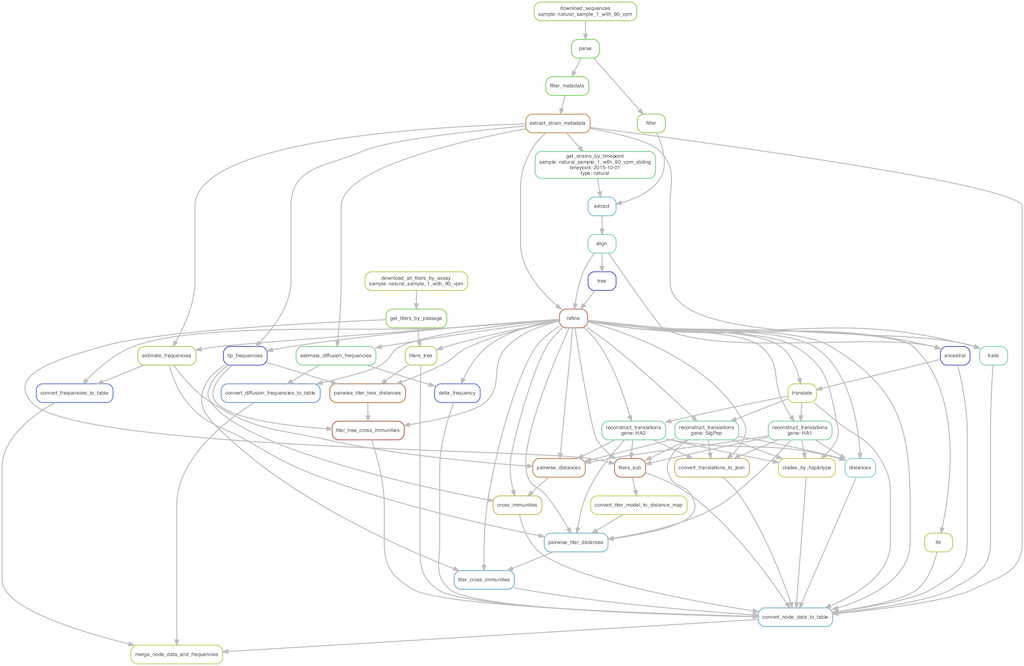 download_sequences
sample: natural_sample_1_with_90_vpm
parse
filter_metadata
extract_strain_metadata
filter
get_strains_by_timepoint
sample: natural_sample_1_with_90_vpm_sliding
timepoint: 2015-10-01
type: natural
extract
align
download_all_titers_by_assay
sample: natural_sample_1_with_90_vpm
tree
get_titers_by_passage
refine
estimate_frequencies
tip_frequencies
estimate_diffusion_frequencies
titers_tree
ancestral
traits
convert_frequencies_to_table
convert_diffusion_frequencies_to_table
pairwise_titer_tree_distances
delta_frequency
translate
titer_tree_cross_immunities
reconstruct_translations
gene: HA2
reconstruct_translations
gene: SigPep
reconstruct_translations
gene: HA1
pairwise_distances
titers_sub
convert_translations_to_json
clades_by_haplotype
distances
cross_immunities
convert_titer_model_to_distance_map
pairwise_titer_distances
lbi
titer_cross_immunities
convert_node_data_to_table
merge_node_data_and_frequencies